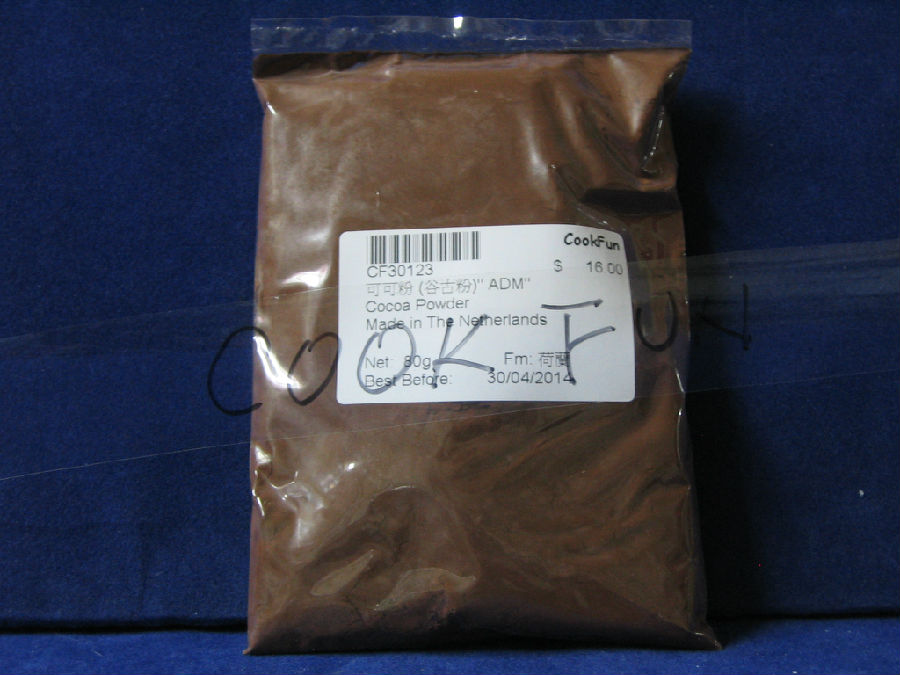 CookFun
CF30123
$ 16.00
可可粉 (谷古粉)" ADM"
Cocoa Powder
Made in The Netherlands
Net: 80g Fm: 荷蘭
Best Before: 30/04/2014
COOK FUN